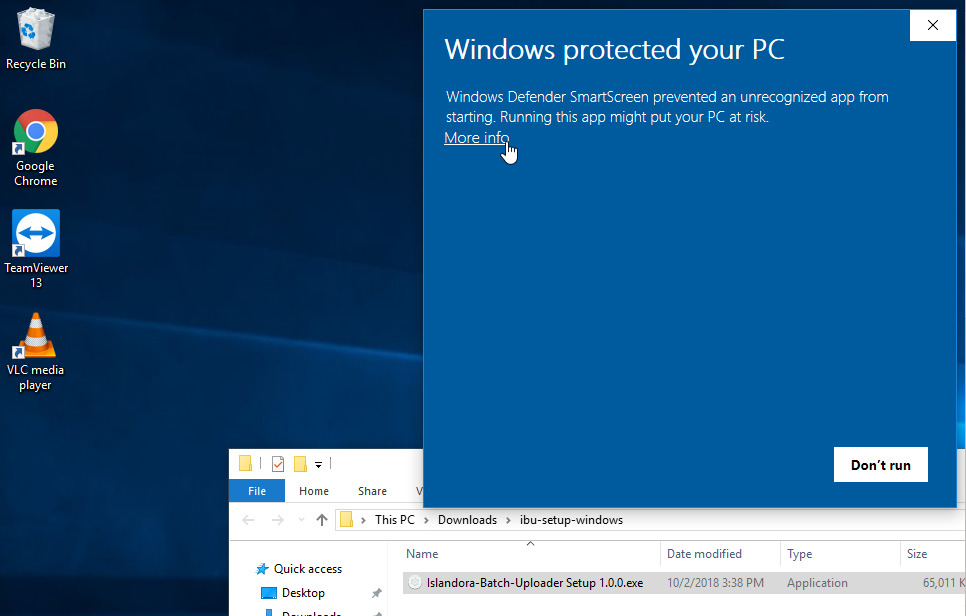 Recycle Bin
Google
Chrome
TeamViewer
13
VLC media
player
Windows protected your PC
Windows Defender SmartScreen prevented an unrecognized app from
starting. Running this app might put your PC at risk.
More info
Don't run
File Home Share V
This PC > Downloads > ibu-setup-windows
Name Date modified Type Size
Quick access
Desktop
Downloads
Islandora-Batch-Uploader Setup 1.0.0.exe 10/2/2018 3:38 PM Application 65,011 K